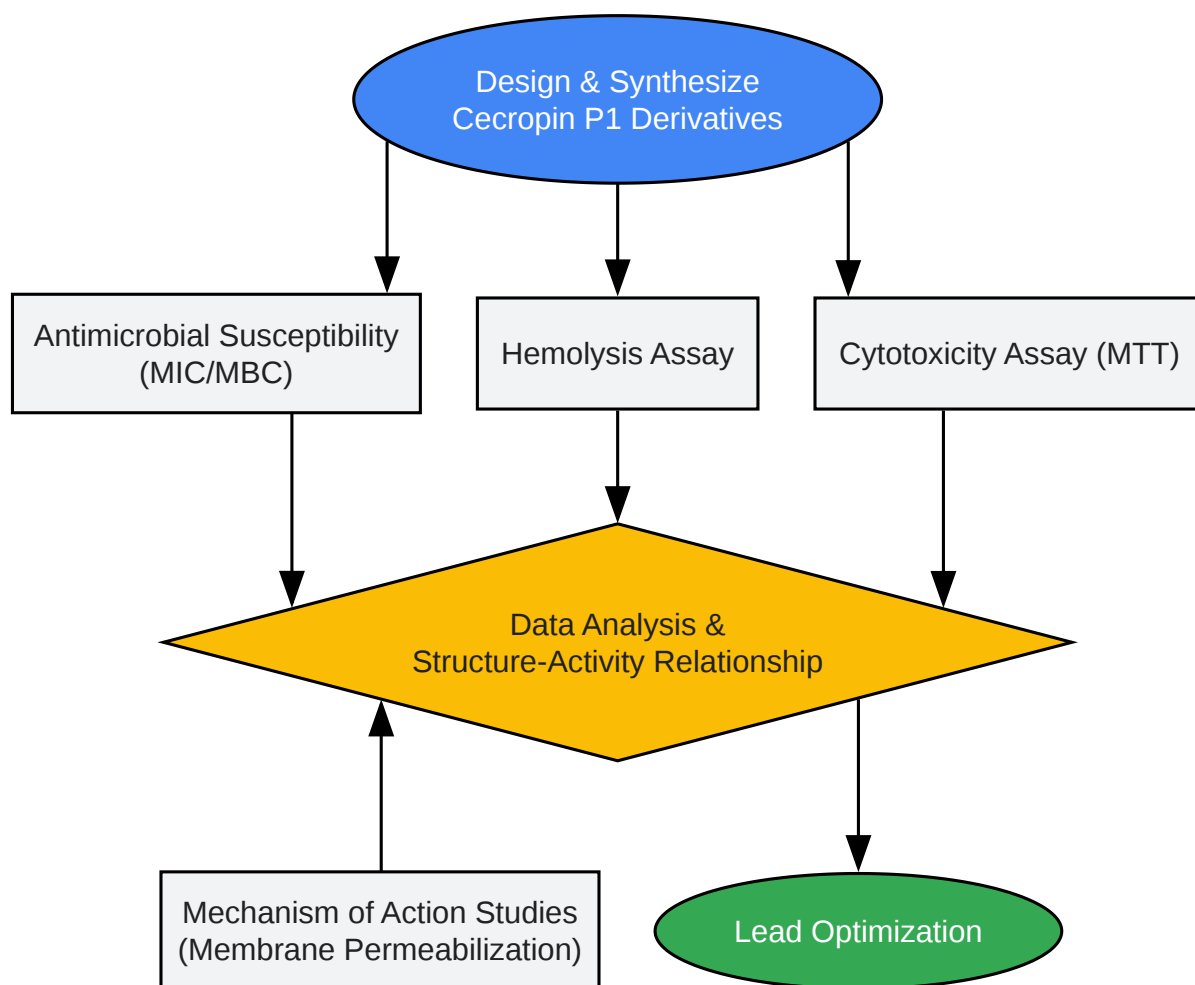 Design & Synthesize
Cecropin P1 Derivatives
Antimicrobial Susceptibility
(MIC/MBC)
Hemolysis Assay
Cytotoxicity Assay (MTT)
Data Analysis &
Structure-Activity Relationship
Mechanism of Action Studies
(Membrane Permeabilization)
Lead Optimization